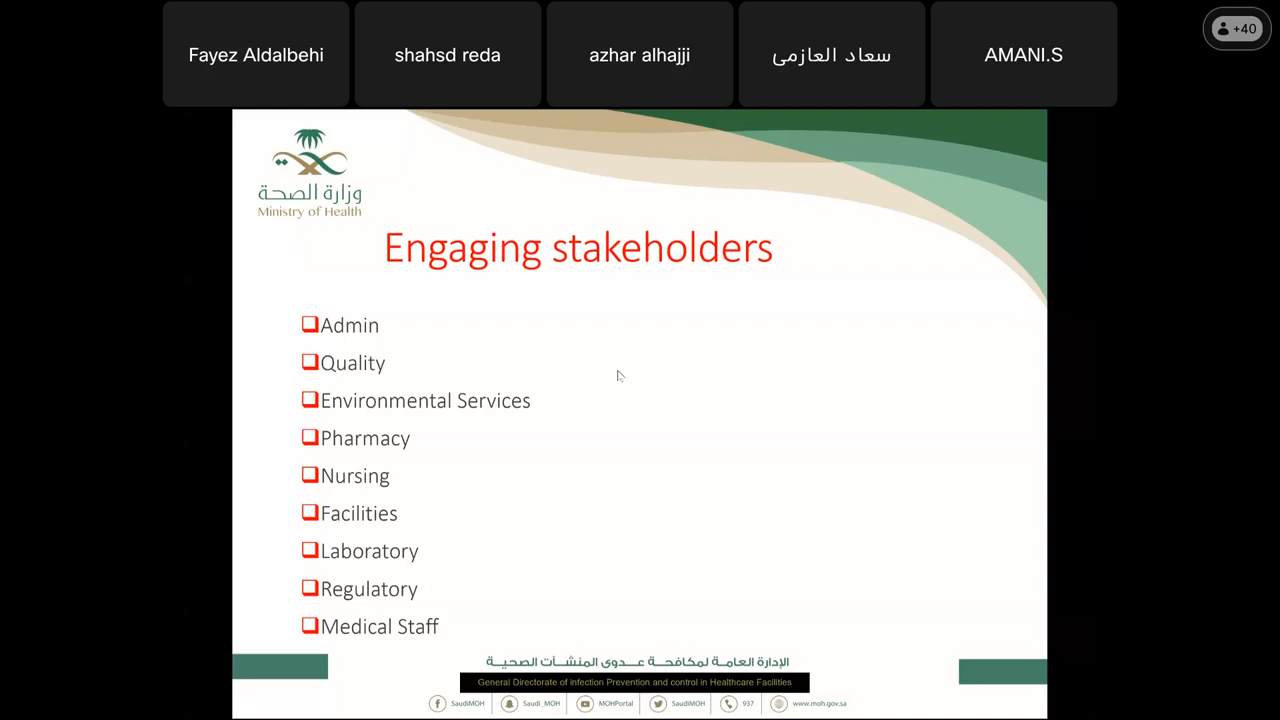 Fayez Aldalbehi
shahsd reda
azhar alhajji
سعاد العازمي
AMANI.S
+40
وزارة الصحة
Ministry of Health
Engaging stakeholders
Admin
Quality
Environmental Services
Pharmacy
Nursing
Facilities
Laboratory
Regulatory
Medical Staff
الإدارة العامة لمكافحة عدوى المنشآت الصحية
General Directorate of infection Prevention and control in Healthcare Facilities
SaudiMOH
Saudi_MOH
MOHPortal
SaudiMOH
937
www.moh.gov.sa